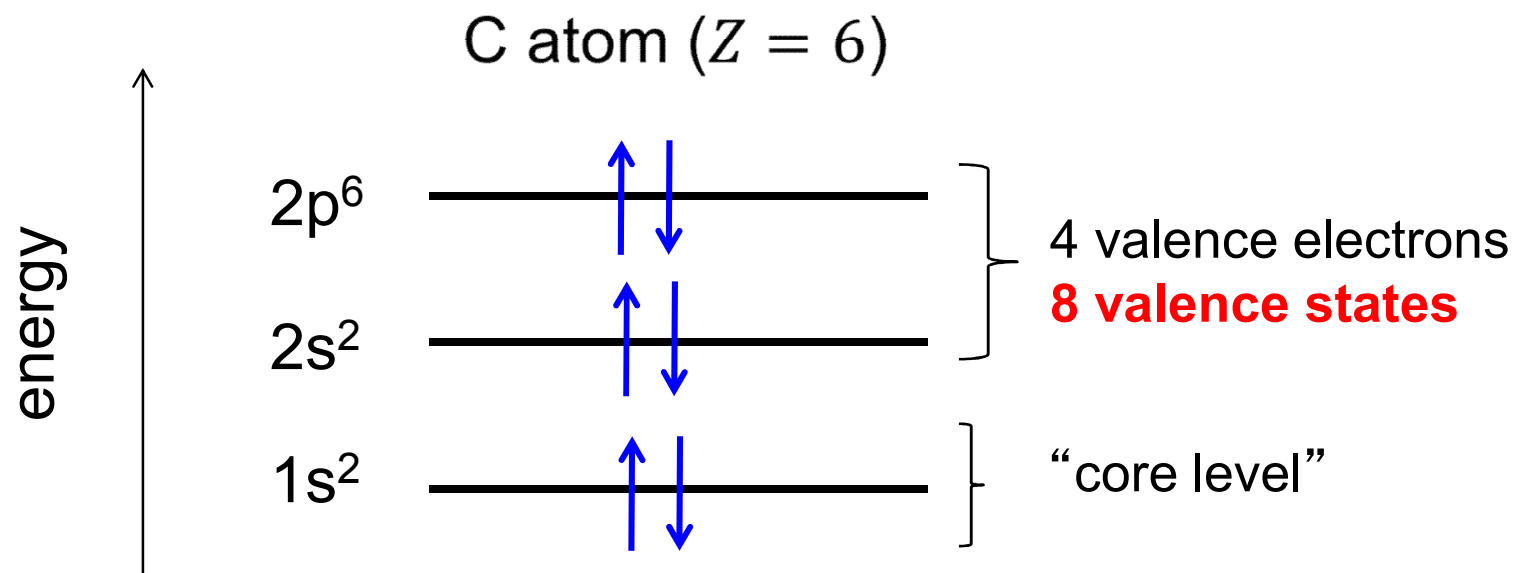 C atom (𝑍 = 6)
energy
2p⁶
2s²
1s²
4 valence electrons
8 valence states
“core level”